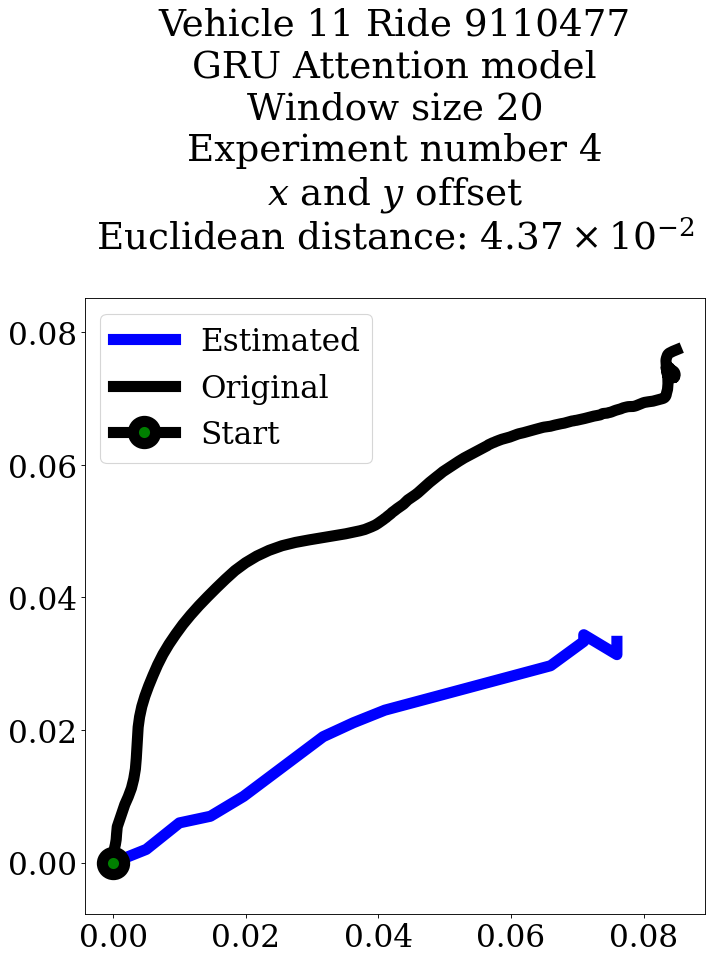 Vehicle 11 Ride 9110477
GRU Attention model
Window size 20
Experiment number 4
x and y offset
Euclidean distance: 4.37 × 10⁻²
Estimated
Original
Start
0.08
0.06
0.04
0.02
0.00
0.00 0.02 0.04 0.06 0.08